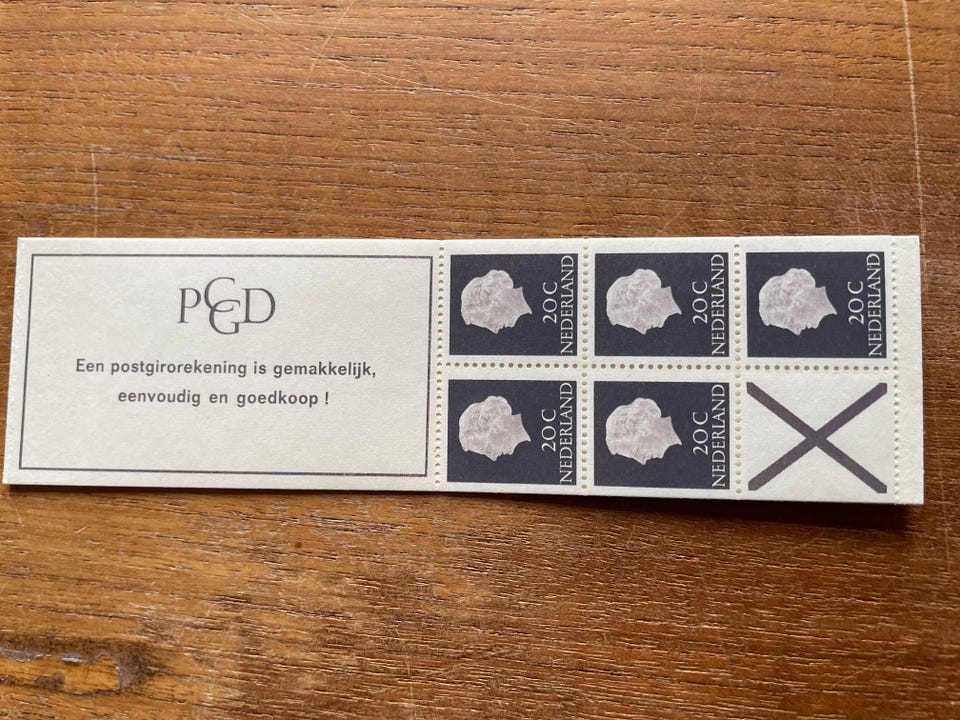 PCGD
Een postgirorekening is gemakkelijk,
eenvoudig en goedkoop !
20 C
NEDERLAND
20 C
NEDERLAND
20 C
NEDERLAND
20 C
NEDERLAND
20 C
NEDERLAND